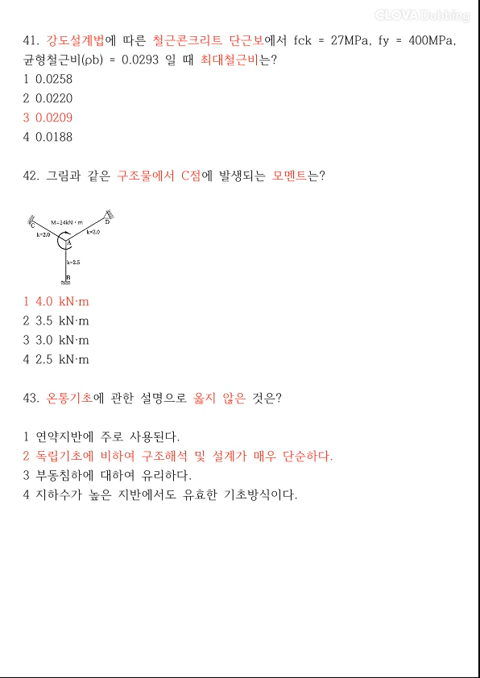 CLOVA Dubbing
41. 강도설계법에 따른 철근콘크리트 단근보에서 fck = 27MPa, fy = 400MPa,
균형철근비(ρb) = 0.0293 일 때 최대철근비는?
1 0.0258
2 0.0220
3 0.0209
4 0.0188
42. 그림과 같은 구조물에서 C점에 발생되는 모멘트는?
M=24kN·m
C
D
k=2.0
k=2.0
A
k=2.5
B
1 4.0 kN·m
2 3.5 kN·m
3 3.0 kN·m
4 2.5 kN·m
43. 온통기초에 관한 설명으로 옳지 않은 것은?
1 연약지반에 주로 사용된다.
2 독립기초에 비하여 구조해석 및 설계가 매우 단순하다.
3 부동침하에 대하여 유리하다.
4 지하수가 높은 지반에서도 유효한 기초방식이다.